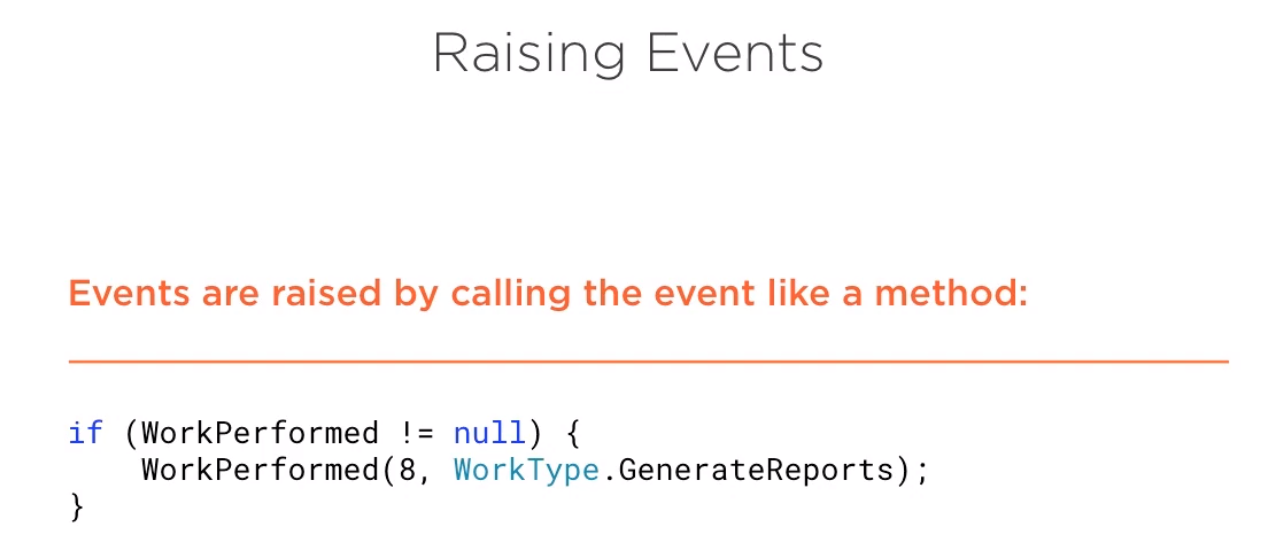 Raising Events
Events are raised by calling the event like a method:
if (WorkPerformed != null) {
    WorkPerformed(8, WorkType.GenerateReports);
}